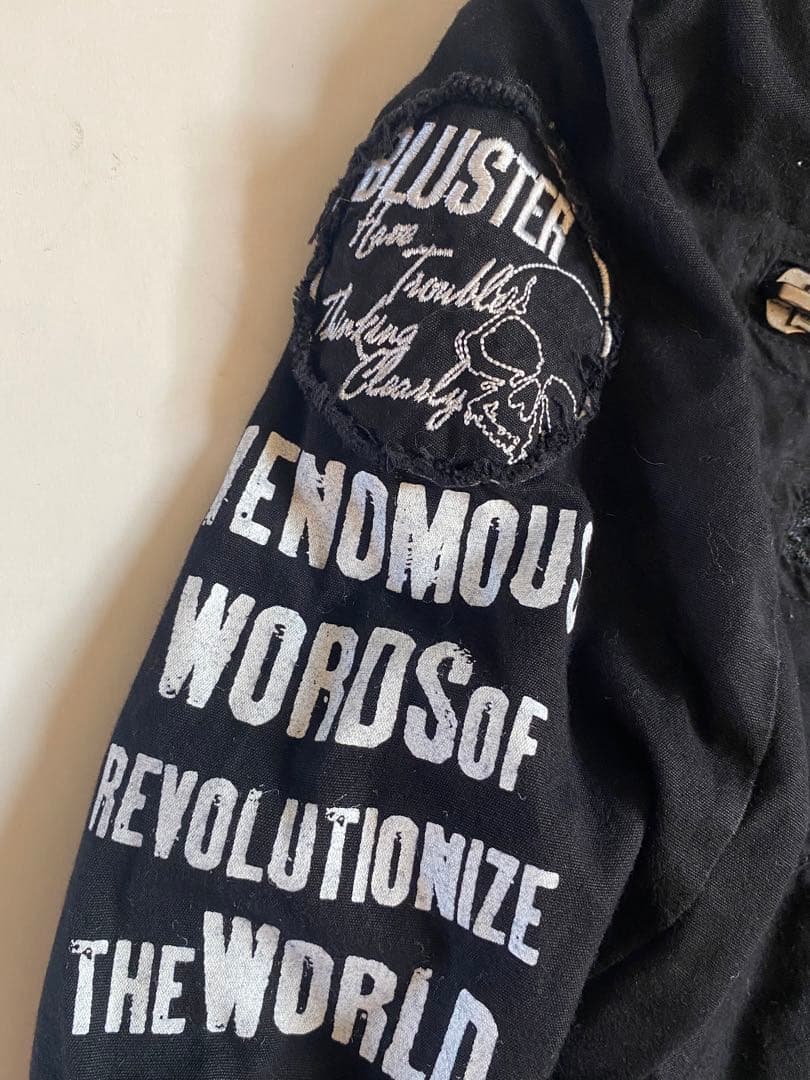 BLUSTER
Have
Troubles
Thinking
Clearly
VENOMOUS
WORDS OF
REVOLUTIONIZE
THE WORLD